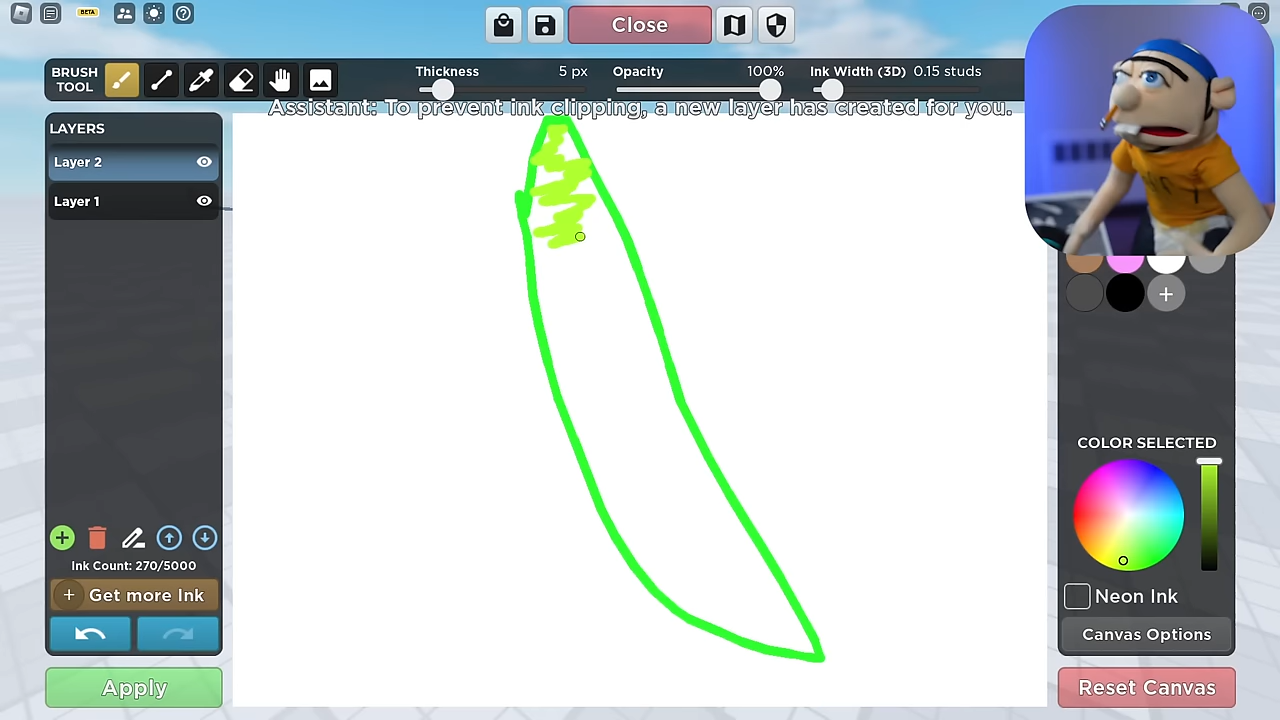 BETA
Close
BRUSH
TOOL
Thickness 5 px
Opacity 100%
Ink Width (3D) 0.15 studs
Assistant: To prevent ink clipping, a new layer has created for you.
LAYERS
Layer 2
Layer 1
Ink Count: 270/5000
+ Get more Ink
Apply
COLOR SELECTED
Neon Ink
Canvas Options
Reset Canvas